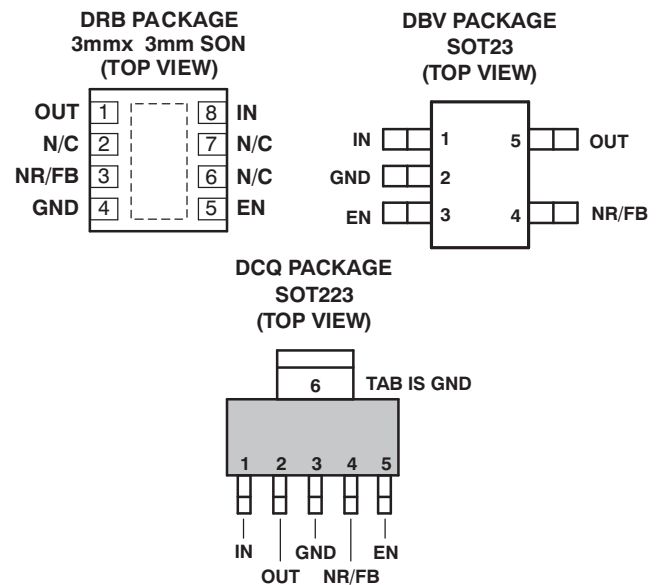 DRB PACKAGE
3mmx 3mm SON
(TOP VIEW)
OUT 1 8 IN
N/C 2 7 N/C
NR/FB 3 6 N/C
GND 4 5 EN
DBV PACKAGE
SOT23
(TOP VIEW)
IN 1 5 OUT
GND 2
EN 3 4 NR/FB
DCQ PACKAGE
SOT223
(TOP VIEW)
6 TAB IS GND
1 2 3 4 5
IN GND EN
OUT NR/FB